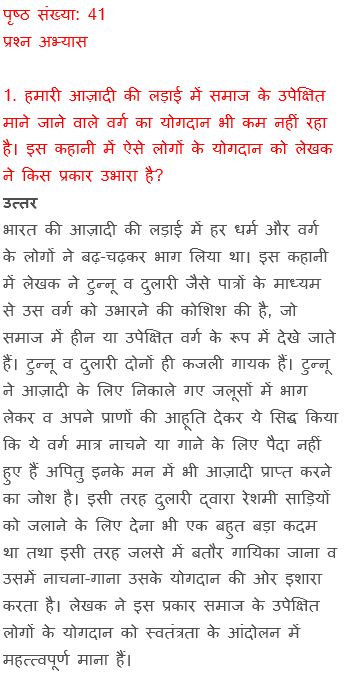 पृष्ठ संख्या: 41
प्रश्न अभ्यास
1. हमारी आज़ादी की लड़ाई में समाज के उपेक्षित
माने जाने वाले वर्ग का योगदान भी कम नहीं रहा
है। इस कहानी में ऐसे लोगों के योगदान को लेखक
ने किस प्रकार उभारा है?
उत्तर
भारत की आज़ादी की लड़ाई में हर धर्म और वर्ग
के लोगों ने बढ़-चढ़कर भाग लिया था। इस कहानी
में लेखक ने टुन्नू व दुलारी जैसे पात्रों के माध्यम
से उस वर्ग को उभारने की कोशिश की है, जो
समाज में हीन या उपेक्षित वर्ग के रूप में देखे जाते
हैं। टुन्नू व दुलारी दोनों ही कजली गायक हैं। टुन्नू
ने आज़ादी के लिए निकाले गए जलूसों में भाग
लेकर व अपने प्राणों की आहूति देकर ये सिद्ध किया
कि ये वर्ग मात्र नाचने या गाने के लिए पैदा नहीं
हुए हैं अपितु इनके मन में भी आज़ादी प्राप्त करने
का जोश है। इसी तरह दुलारी द्वारा रेशमी साड़ियों
को जलाने के लिए देना भी एक बहुत बड़ा कदम
था तथा इसी तरह जलसे में बतौर गायिका जाना व
उसमें नाचना-गाना उसके योगदान की ओर इशारा
करता है। लेखक ने इस प्रकार समाज के उपेक्षित
लोगों के योगदान को स्वतंत्रता के आंदोलन में
महत्त्वपूर्ण माना हैं।